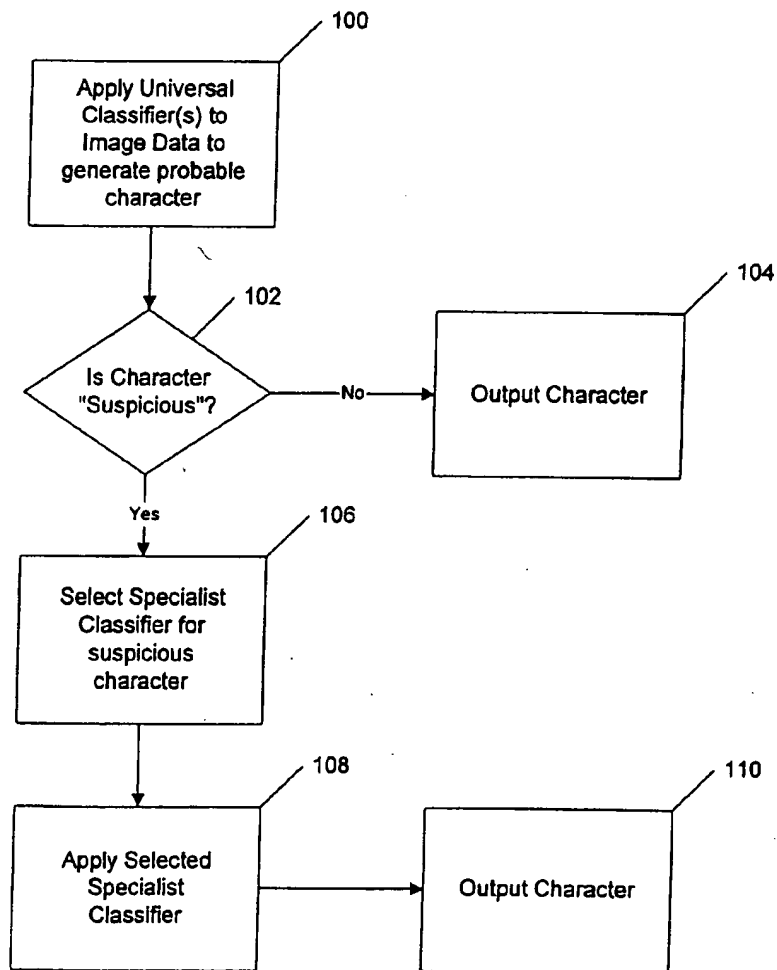 100
Apply Universal
Classifier(s) to
Image Data to
generate probable
character
102
Is Character
"Suspicious"?
No
104
Output Character
Yes
106
Select Specialist
Classifier for
suspicious
character
108
Apply Selected
Specialist
Classifier
110
Output Character